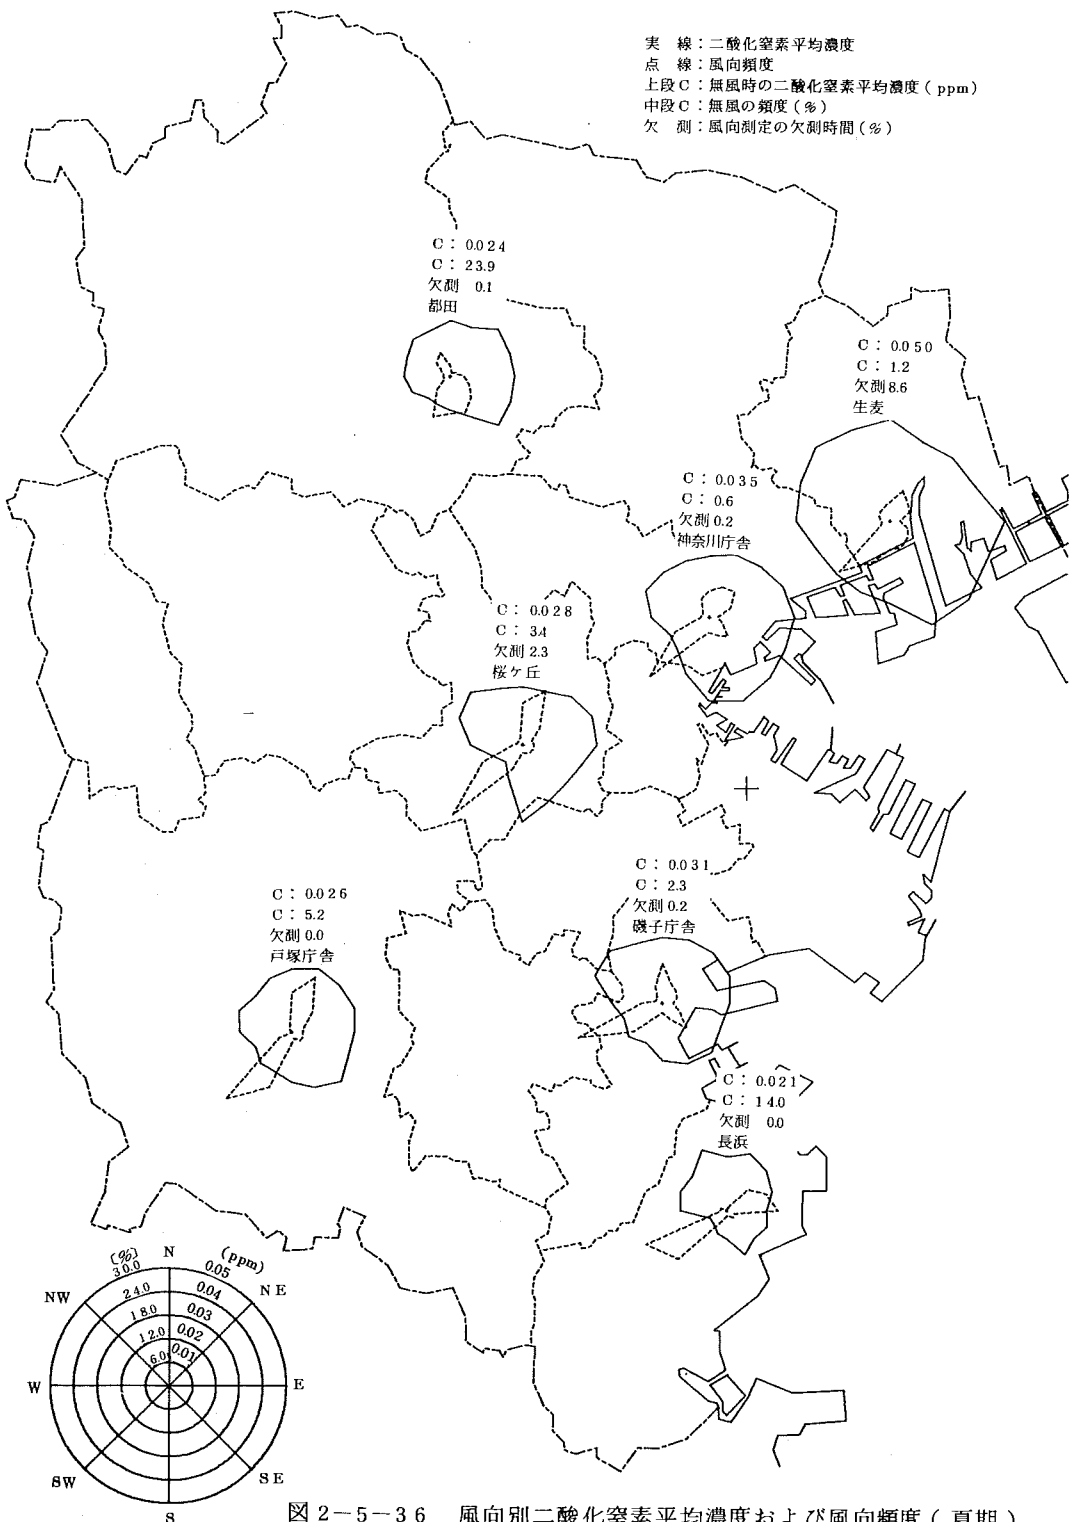 実 線：二酸化窒素平均濃度
点 線：風向頻度
上段C：無風時の二酸化窒素平均濃度（ppm）
中段C：無風の頻度（％）
欠 測：風向測定の欠測時間（％）
C：0.024
C：23.9
欠測 0.1
都田
C：0.050
C：1.2
欠測8.6
生麦
C：0.035
C：0.6
欠測0.2
神奈川庁舎
C：0.028
C：3.4
欠測2.3
桜ケ丘
C：0.031
C：2.3
欠測0.2
磯子庁舎
C：0.026
C：5.2
欠測0.0
戸塚庁舎
C：0.021
C：14.0
欠測 0.0
長浜
〔％〕 N (ppm)
30.0 0.05
NW 24.0 0.04 NE
18.0 0.03
12.0 0.02
6.0 0.01
W E
SW SE
S
図2－5－36 風向別二酸化窒素平均濃度および風向頻度（夏期）